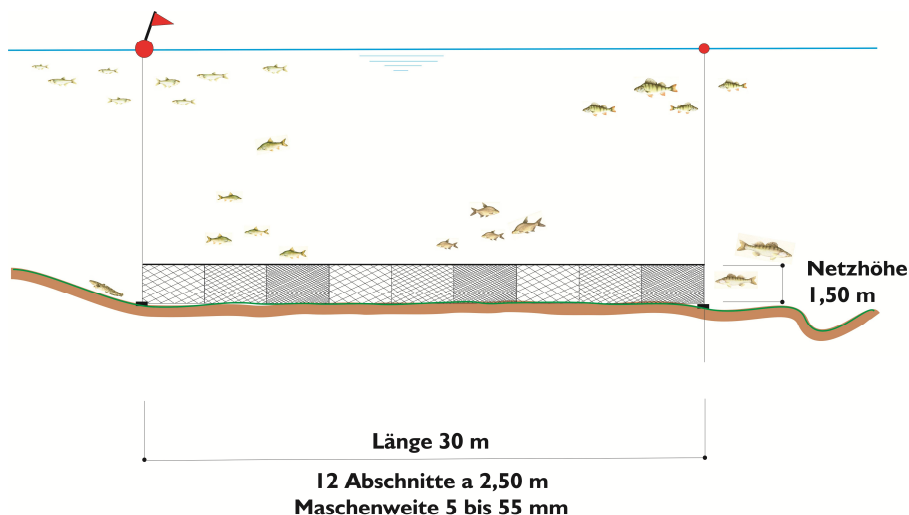 Netzhöhe
1,50 m
Länge 30 m
12 Abschnitte a 2,50 m
Maschenweite 5 bis 55 mm